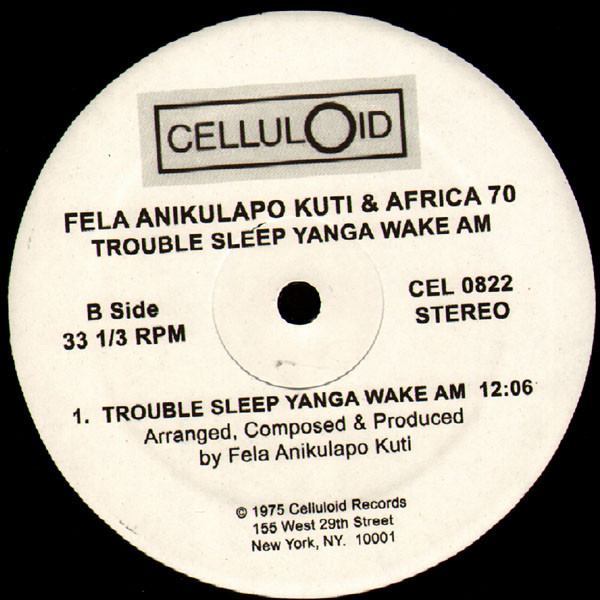 CELLULOID
FELA ANIKULAPO KUTI & AFRICA 70
TROUBLE SLEEP YANGA WAKE AM
B Side
33 1/3 RPM
CEL 0822
STEREO
1. TROUBLE SLEEP YANGA WAKE AM 12:06
Arranged, Composed & Produced
by Fela Anikulapo Kuti
© 1975 Celluloid Records
155 West 29th Street
New York, NY. 10001